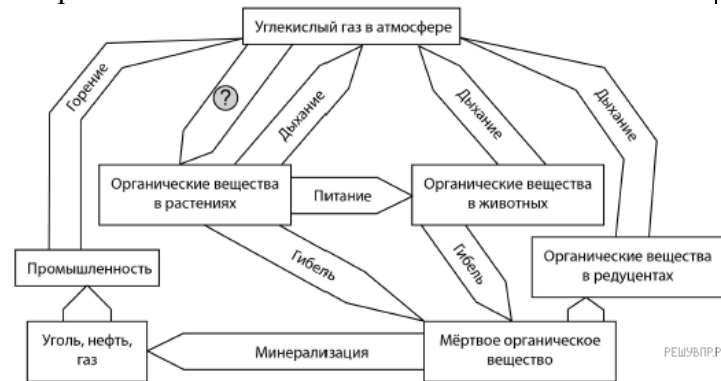 Углекислый газ в атмосфере
Горение
?
Дыхание
Дыхание
Дыхание
Органические вещества
в растениях
Питание
Органические вещества
в животных
Гибель
Гибель
Органические вещества
в редуцентах
Промышленность
Уголь, нефть,
газ
Минерализация
Мёртвое органическое
вещество
РЕШУВПР.Р